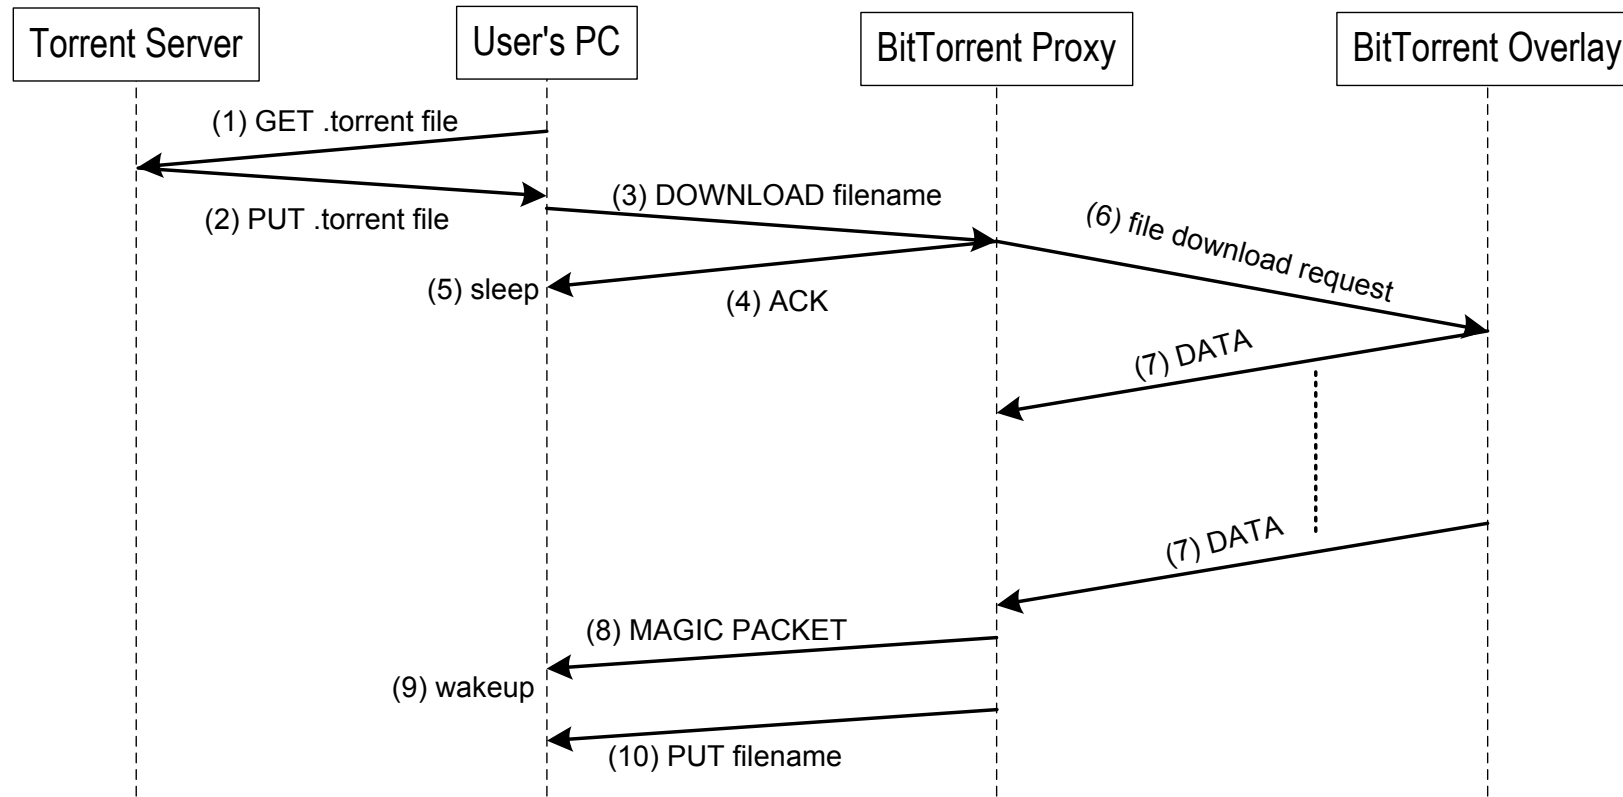 Torrent Server
User's PC
BitTorrent Proxy
BitTorrent Overlay
(1) GET .torrent file
(2) PUT .torrent file
(3) DOWNLOAD filename
(6) file download request
(5) sleep
(4) ACK
(7) DATA
(7) DATA
(8) MAGIC PACKET
(9) wakeup
(10) PUT filename